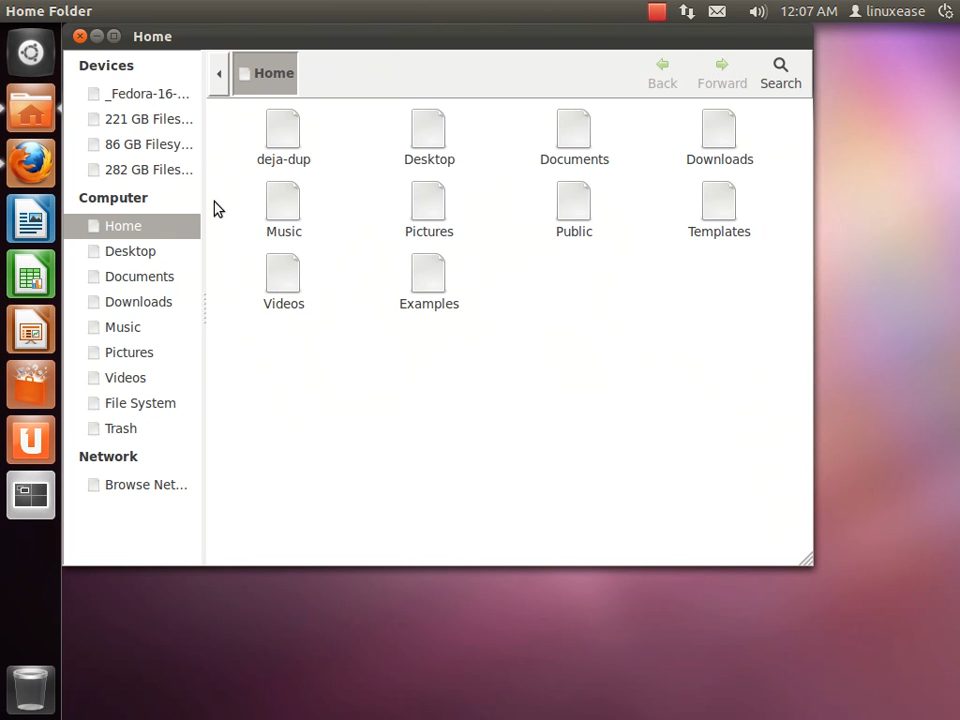 Home Folder
12:07 AM
linuxease
Home
Devices
_Fedora-16-...
221 GB Files...
86 GB Filesy...
282 GB Files...
Computer
Home
Desktop
Documents
Downloads
Music
Pictures
Videos
File System
Trash
Network
Browse Net...
Home
Back
Forward
Search
deja-dup
Desktop
Documents
Downloads
Music
Pictures
Public
Templates
Videos
Examples